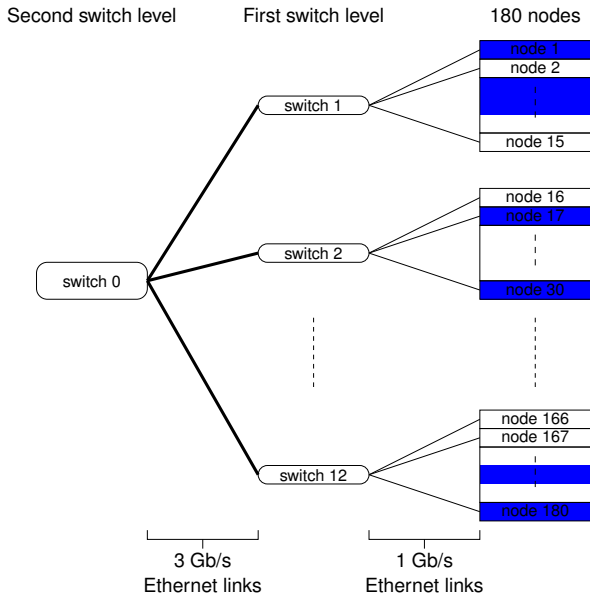 Second switch level
First switch level
180 nodes
node 1
node 2
switch 1
node 15
node 16
node 17
switch 2
switch 0
node 30
node 166
node 167
switch 12
node 180
3 Gb/s
Ethernet links
1 Gb/s
Ethernet links